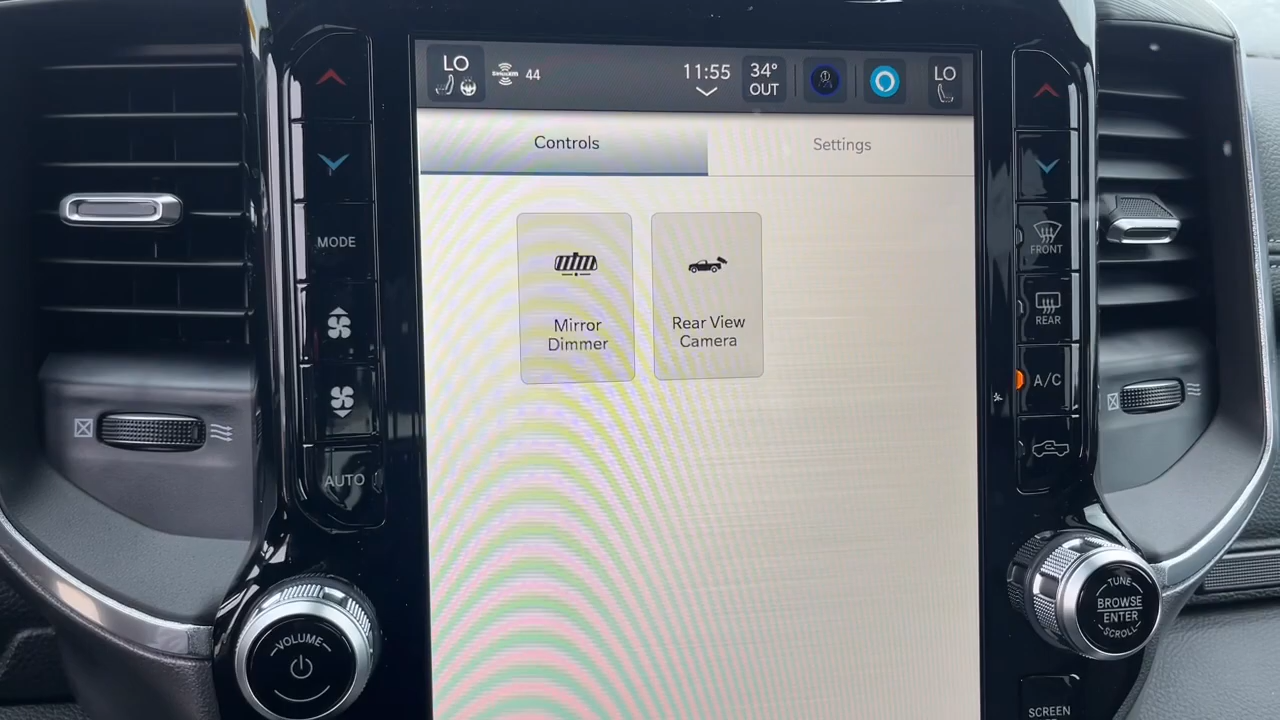 LO
SiriusXM
44
11:55
34°
OUT
LO
Controls
Settings
Mirror
Dimmer
Rear View
Camera
MODE
AUTO
FRONT
REAR
A/C
VOLUME
TUNE
BROWSE
ENTER
SCROLL
SCREEN